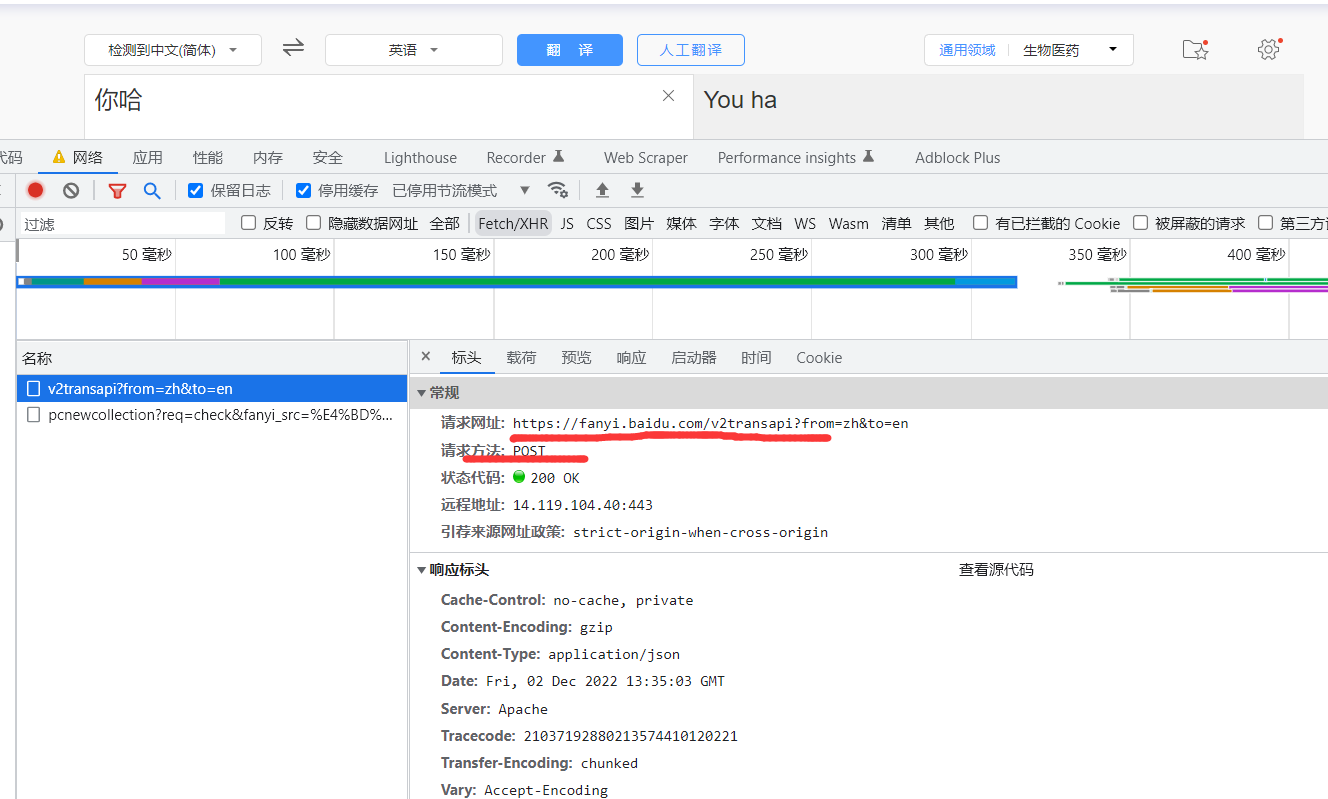 检测到中文(简体) 英语 翻 译 人工翻译 通用领域 生物医药
你哈 You ha
代码 网络 应用 性能 内存 安全 Lighthouse Recorder Web Scraper Performance insights Adblock Plus
保留日志 停用缓存 已停用节流模式
过滤 反转 隐藏数据网址 全部 Fetch/XHR JS CSS 图片 媒体 字体 文档 WS Wasm 清单 其他 有已拦截的 Cookie 被屏蔽的请求 第三方
50 毫秒 100 毫秒 150 毫秒 200 毫秒 250 毫秒 300 毫秒 350 毫秒 400 毫秒
名称 × 标头 载荷 预览 响应 启动器 时间 Cookie
v2transapi?from=zh&to=en
pcnewcollection?req=check&fanyi_src=%E4%BD%...
常规
请求网址: https://fanyi.baidu.com/v2transapi?from=zh&to=en
请求方法: POST
状态代码: 200 OK
远程地址: 14.119.104.40:443
引荐来源网址政策: strict-origin-when-cross-origin
响应标头 查看源代码
Cache-Control: no-cache, private
Content-Encoding: gzip
Content-Type: application/json
Date: Fri, 02 Dec 2022 13:35:03 GMT
Server: Apache
Tracecode: 21037192880213574410120221
Transfer-Encoding: chunked
Vary: Accept-Encoding